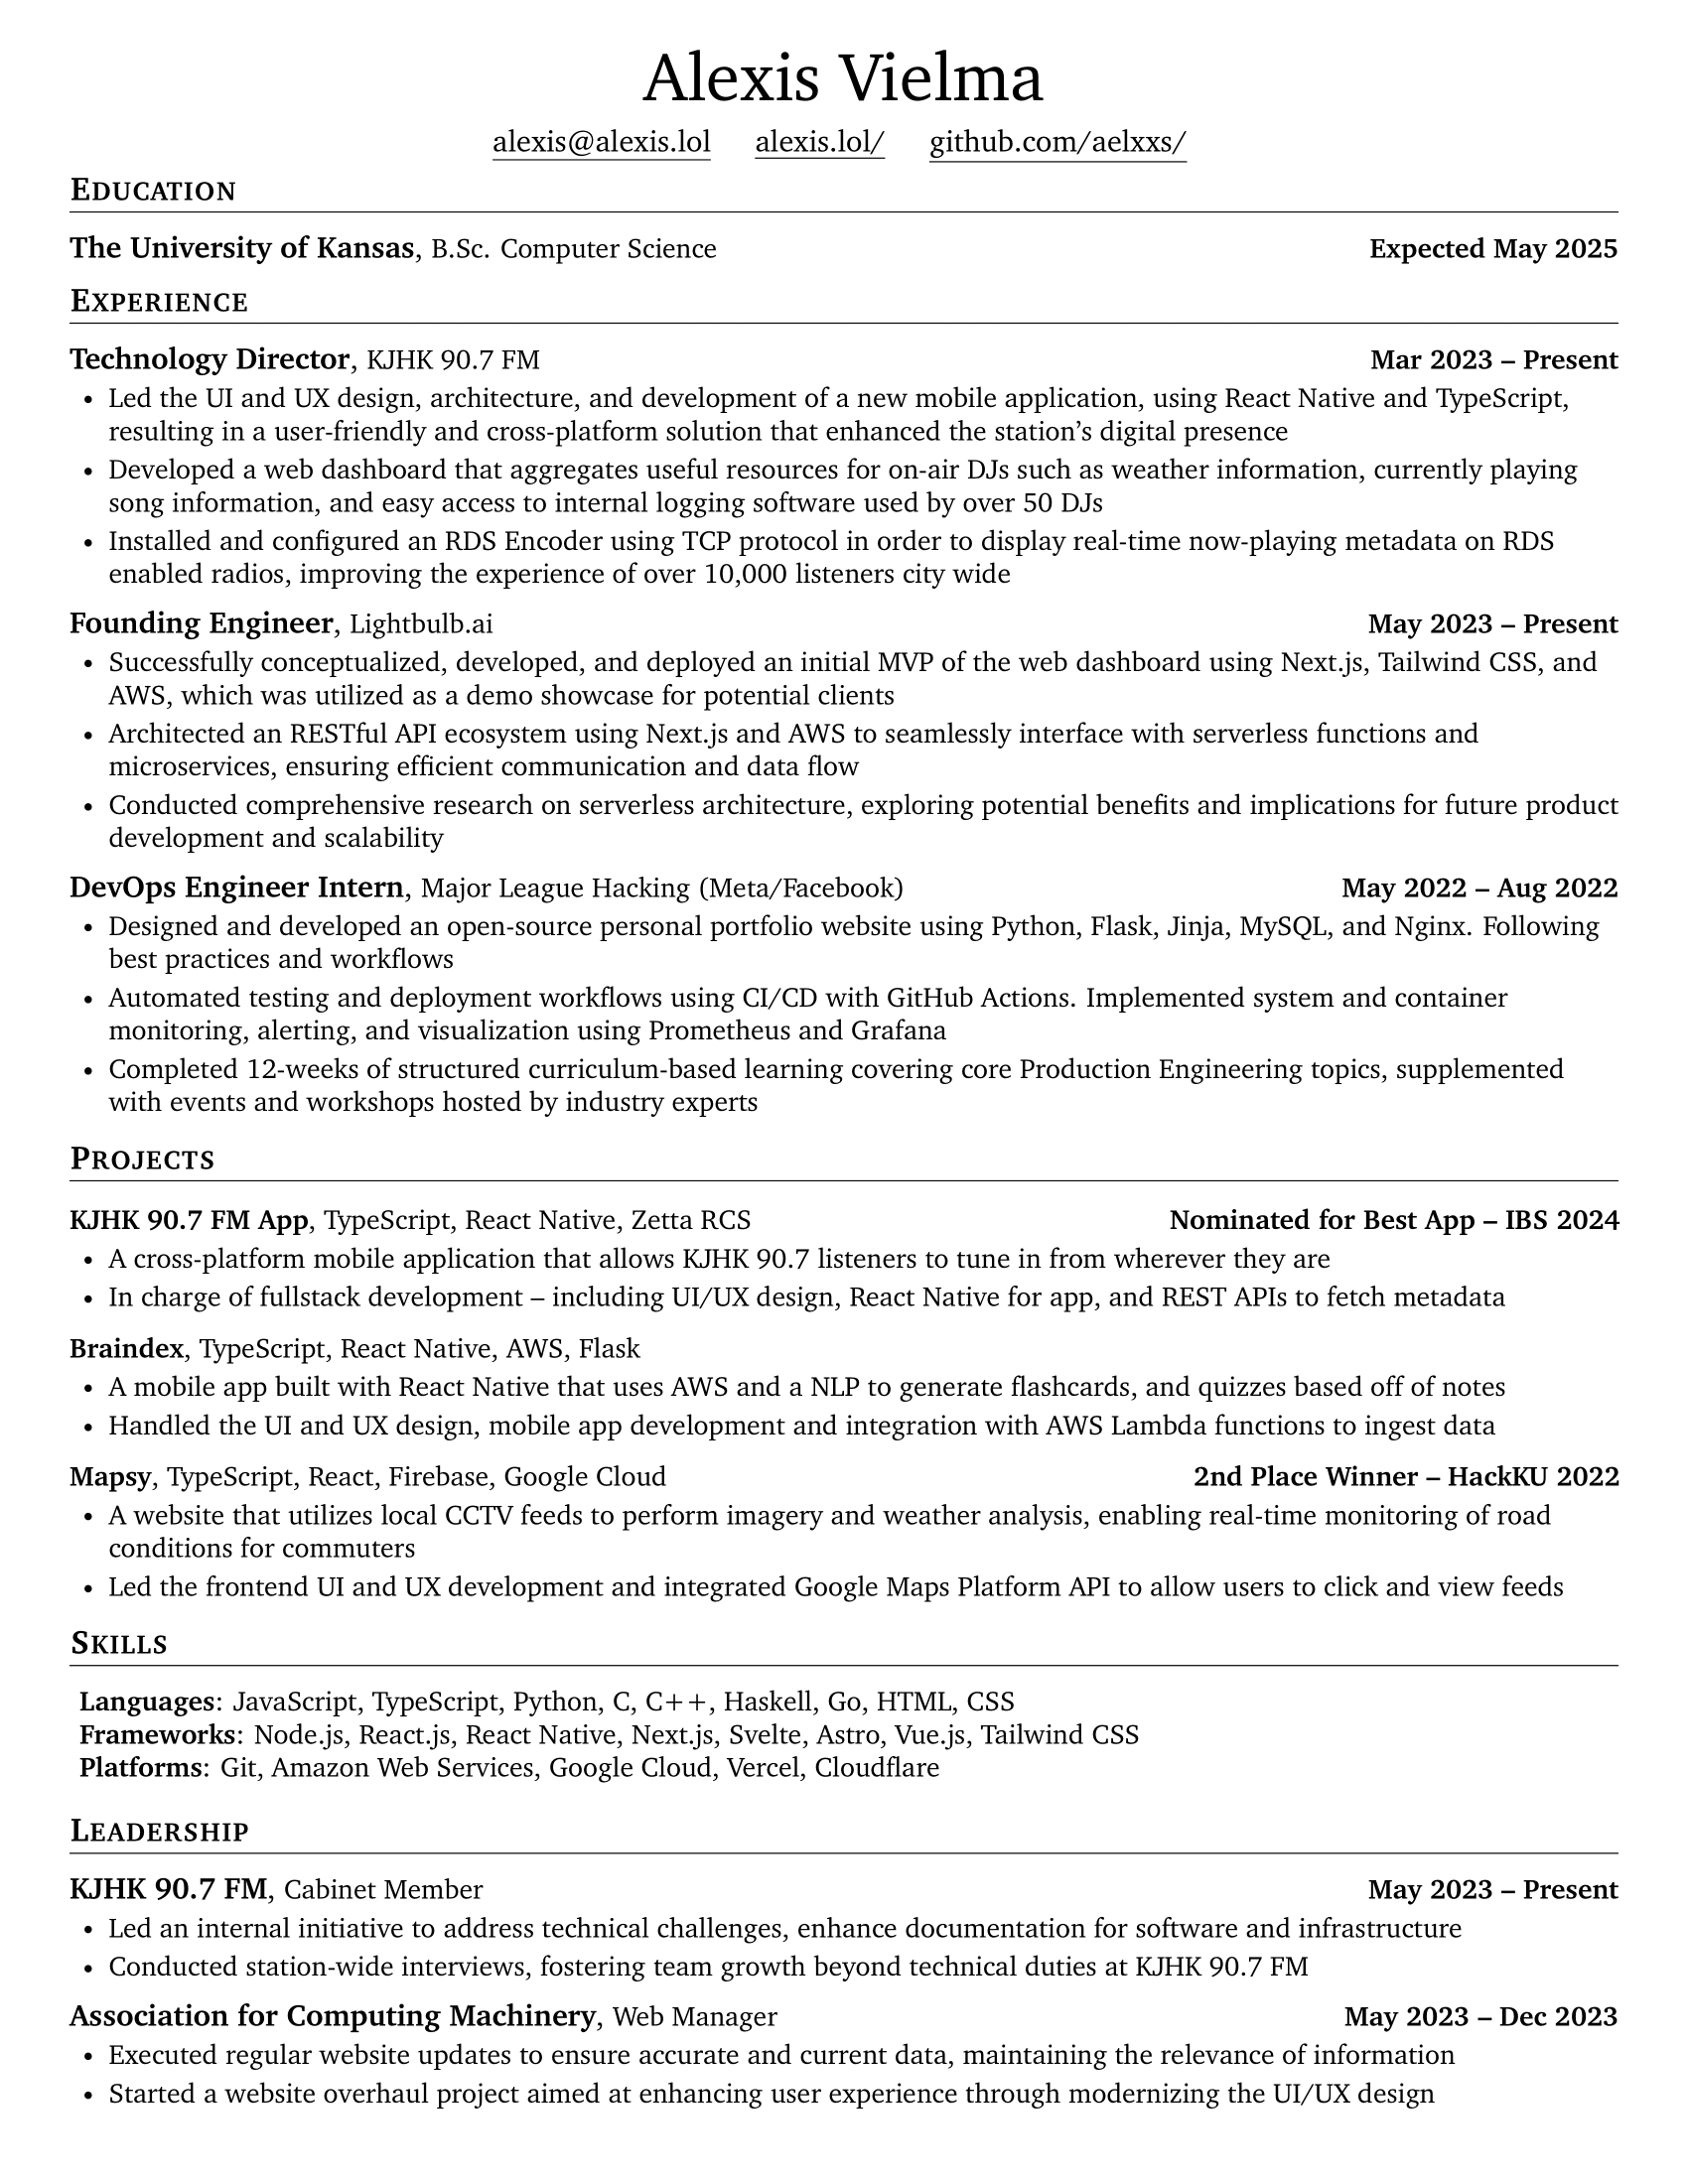 Alexis Vielma
alexis@alexis.lol alexis.lol/ github.com/aelxxs/
EDUCATION
The University of Kansas, B.Sc. Computer Science Expected May 2025
EXPERIENCE
Technology Director, KJHK 90.7 FM Mar 2023 – Present
• Led the UI and UX design, architecture, and development of a new mobile application, using React Native and TypeScript,
resulting in a user-friendly and cross-platform solution that enhanced the station’s digital presence
• Developed a web dashboard that aggregates useful resources for on-air DJs such as weather information, currently playing
song information, and easy access to internal logging software used by over 50 DJs
• Installed and configured an RDS Encoder using TCP protocol in order to display real-time now-playing metadata on RDS
enabled radios, improving the experience of over 10,000 listeners city wide
Founding Engineer, Lightbulb.ai May 2023 – Present
• Successfully conceptualized, developed, and deployed an initial MVP of the web dashboard using Next.js, Tailwind CSS, and
AWS, which was utilized as a demo showcase for potential clients
• Architected an RESTful API ecosystem using Next.js and AWS to seamlessly interface with serverless functions and
microservices, ensuring efficient communication and data flow
• Conducted comprehensive research on serverless architecture, exploring potential benefits and implications for future product
development and scalability
DevOps Engineer Intern, Major League Hacking (Meta/Facebook) May 2022 – Aug 2022
• Designed and developed an open-source personal portfolio website using Python, Flask, Jinja, MySQL, and Nginx. Following
best practices and workflows
• Automated testing and deployment workflows using CI/CD with GitHub Actions. Implemented system and container
monitoring, alerting, and visualization using Prometheus and Grafana
• Completed 12-weeks of structured curriculum-based learning covering core Production Engineering topics, supplemented
with events and workshops hosted by industry experts
PROJECTS
KJHK 90.7 FM App, TypeScript, React Native, Zetta RCS Nominated for Best App – IBS 2024
• A cross-platform mobile application that allows KJHK 90.7 listeners to tune in from wherever they are
• In charge of fullstack development – including UI/UX design, React Native for app, and REST APIs to fetch metadata
Braindex, TypeScript, React Native, AWS, Flask
• A mobile app built with React Native that uses AWS and a NLP to generate flashcards, and quizzes based off of notes
• Handled the UI and UX design, mobile app development and integration with AWS Lambda functions to ingest data
Mapsy, TypeScript, React, Firebase, Google Cloud 2nd Place Winner – HackKU 2022
• A website that utilizes local CCTV feeds to perform imagery and weather analysis, enabling real-time monitoring of road
conditions for commuters
• Led the frontend UI and UX development and integrated Google Maps Platform API to allow users to click and view feeds
SKILLS
Languages: JavaScript, TypeScript, Python, C, C++, Haskell, Go, HTML, CSS
Frameworks: Node.js, React.js, React Native, Next.js, Svelte, Astro, Vue.js, Tailwind CSS
Platforms: Git, Amazon Web Services, Google Cloud, Vercel, Cloudflare
LEADERSHIP
KJHK 90.7 FM, Cabinet Member May 2023 – Present
• Led an internal initiative to address technical challenges, enhance documentation for software and infrastructure
• Conducted station-wide interviews, fostering team growth beyond technical duties at KJHK 90.7 FM
Association for Computing Machinery, Web Manager May 2023 – Dec 2023
• Executed regular website updates to ensure accurate and current data, maintaining the relevance of information
• Started a website overhaul project aimed at enhancing user experience through modernizing the UI/UX design